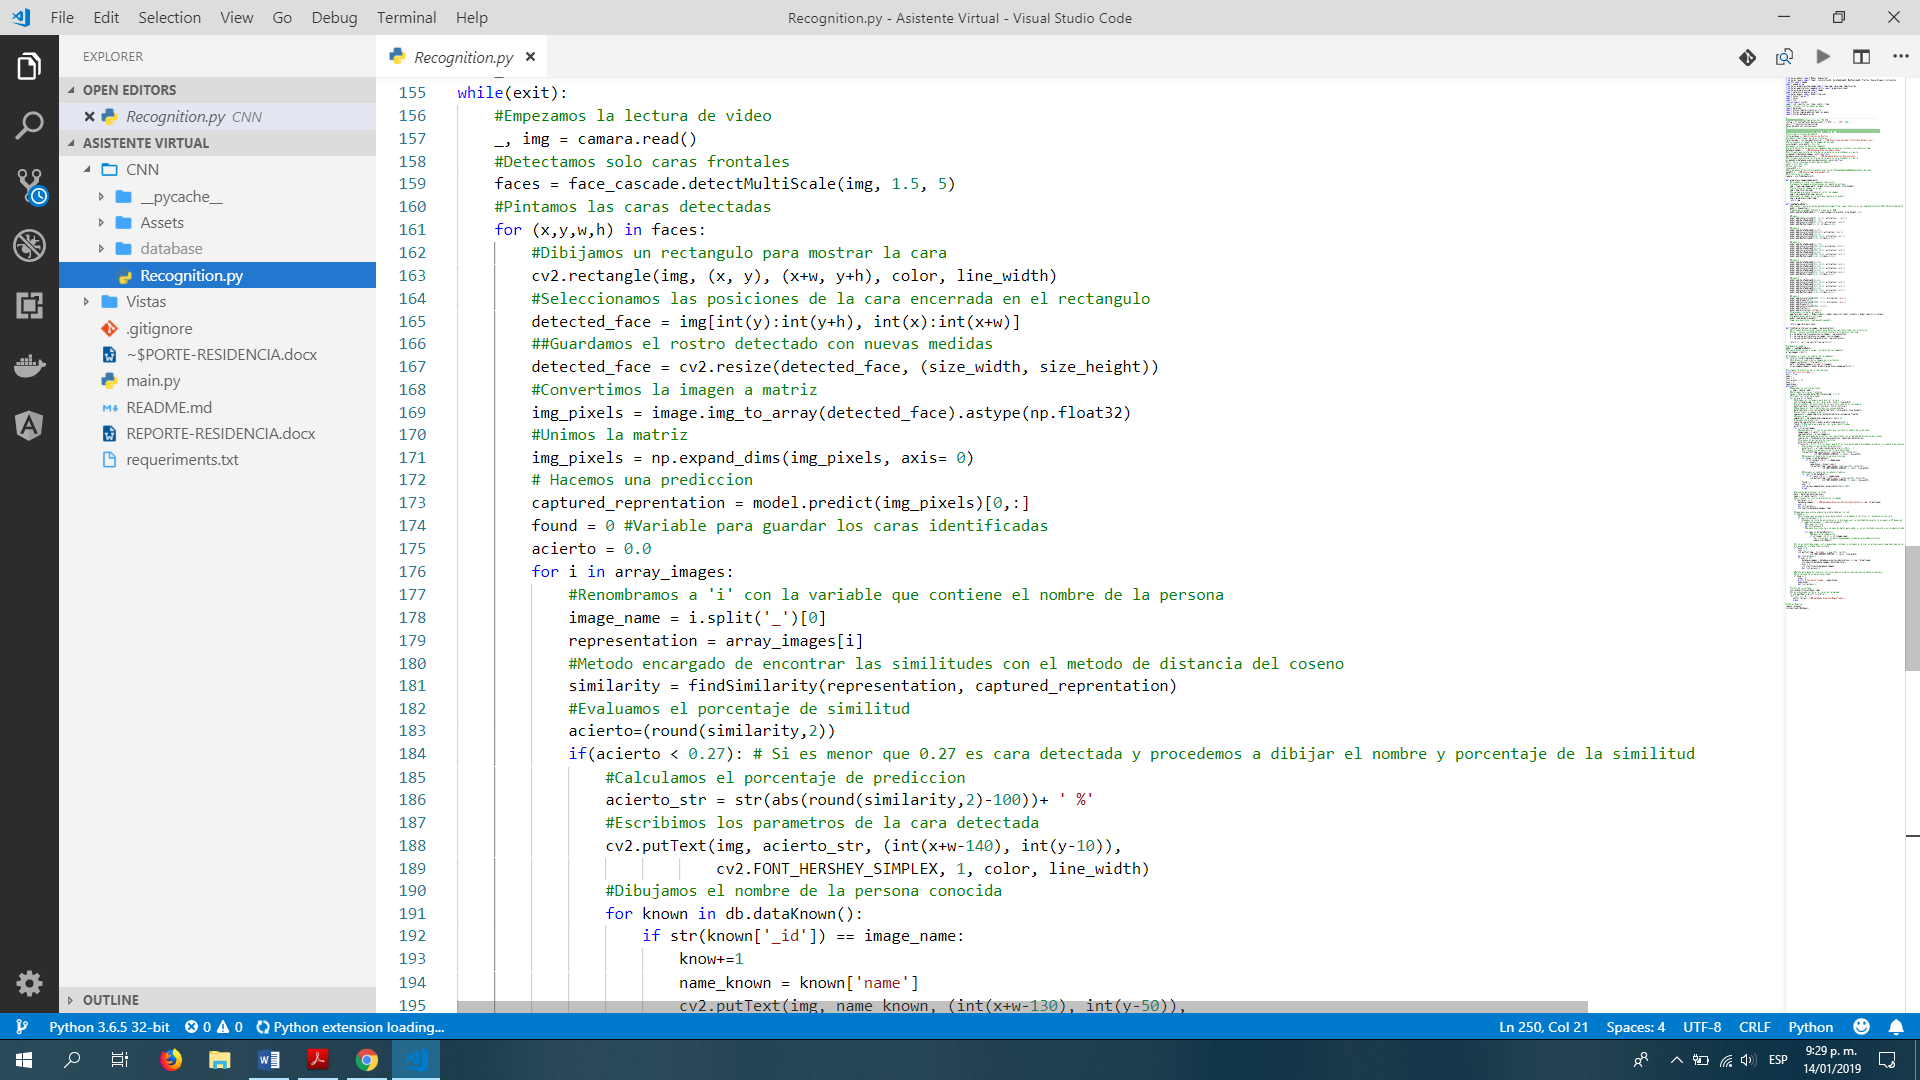 File Edit Selection View Go Debug Terminal Help
Recognition.py - Asistente Virtual - Visual Studio Code
EXPLORER
OPEN EDITORS
Recognition.py CNN
ASISTENTE VIRTUAL
CNN
__pycache__
Assets
database
Recognition.py
Vistas
.gitignore
~$PORTE-RESIDENCIA.docx
main.py
README.md
REPORTE-RESIDENCIA.docx
requeriments.txt
OUTLINE
Recognition.py
155 while(exit):
156 #Empezamos la lectura de video
157 _, img = camara.read()
158 #Detectamos solo caras frontales
159 faces = face_cascade.detectMultiScale(img, 1.5, 5)
160 #Pintamos las caras detectadas
161 for (x,y,w,h) in faces:
162 #Dibijamos un rectangulo para mostrar la cara
163 cv2.rectangle(img, (x, y), (x+w, y+h), color, line_width)
164 #Seleccionamos las posiciones de la cara encerrada en el rectangulo
165 detected_face = img[int(y):int(y+h), int(x):int(x+w)]
166 ##Guardamos el rostro detectado con nuevas medidas
167 detected_face = cv2.resize(detected_face, (size_width, size_height))
168 #Convertimos la imagen a matriz
169 img_pixels = image.img_to_array(detected_face).astype(np.float32)
170 #Unimos la matriz
171 img_pixels = np.expand_dims(img_pixels, axis= 0)
172 # Hacemos una prediccion
173 captured_reprentation = model.predict(img_pixels)[0,:]
174 found = 0 #Variable para guardar los caras identificadas
175 acierto = 0.0
176 for i in array_images:
177 #Renombramos a 'i' con la variable que contiene el nombre de la persona
178 image_name = i.split('_')[0]
179 representation = array_images[i]
180 #Metodo encargado de encontrar las similitudes con el metodo de distancia del coseno
181 similarity = findSimilarity(representation, captured_reprentation)
182 #Evaluamos el porcentaje de similitud
183 acierto=(round(similarity,2))
184 if(acierto < 0.27): # Si es menor que 0.27 es cara detectada y procedemos a dibijar el nombre y porcentaje de la similitud
185 #Calculamos el porcentaje de prediccion
186 acierto_str = str(abs(round(similarity,2)-100))+ ' %'
187 #Escribimos los parametros de la cara detectada
188 cv2.putText(img, acierto_str, (int(x+w-140), int(y-10)),
189 cv2.FONT_HERSHEY_SIMPLEX, 1, color, line_width)
190 #Dibujamos el nombre de la persona conocida
191 for known in db.dataKnown():
192 if str(known['_id']) == image_name:
193 know+=1
194 name_known = known['name']
195 cv2.putText(img, name_known, (int(x+w-130), int(y-50)),
Python 3.6.5 32-bit 0 0 Python extension loading...
Ln 250, Col 21 Spaces: 4 UTF-8 CRLF Python
ESP
9:29 p. m.
14/01/2019